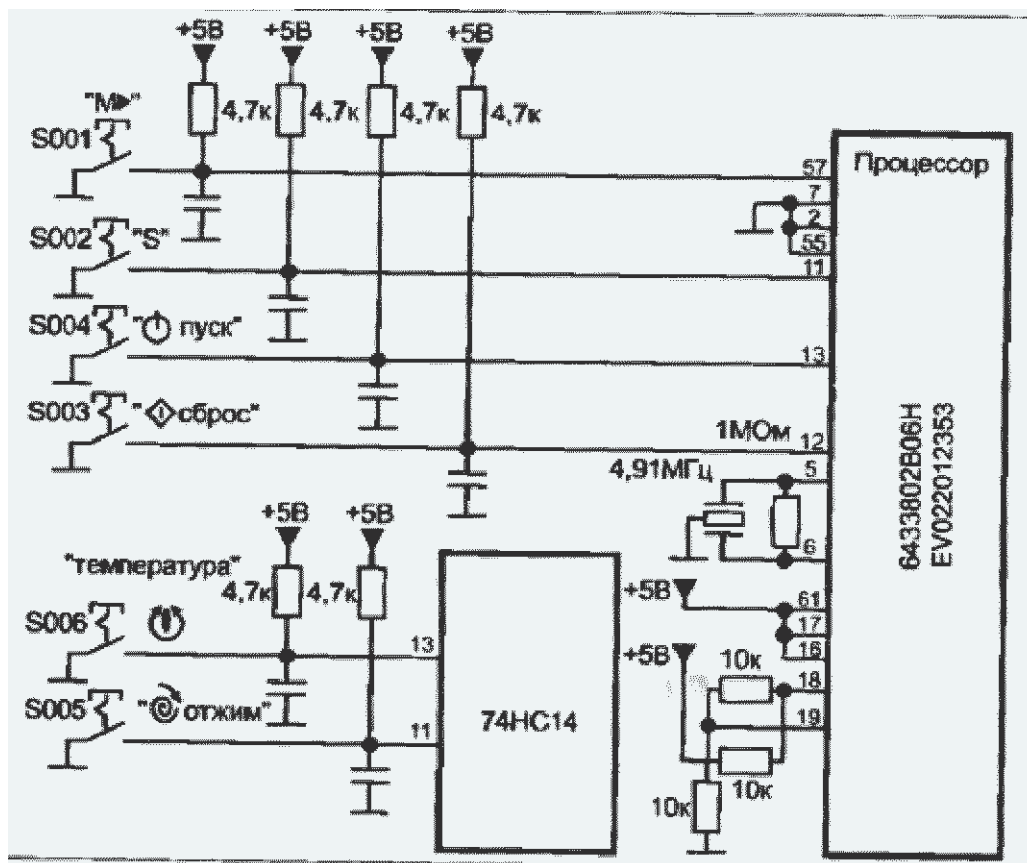 +5В +5В +5В +5В
"М▶"
4,7к 4,7к 4,7к 4,7к
S001
Процессор
57
7
2
55
S002 "S"
11
S004 " пуск"
13
S003 " сброс"
1МОм 12
4,91МГц 5
6
6433802B06H
EV022012353
+5В +5В
"температура"
4,7к 4,7к
+5В 61
17
16
S006
13
+5В 10к 18
19
S005 " отжим"
11
74HC14
10к
10к